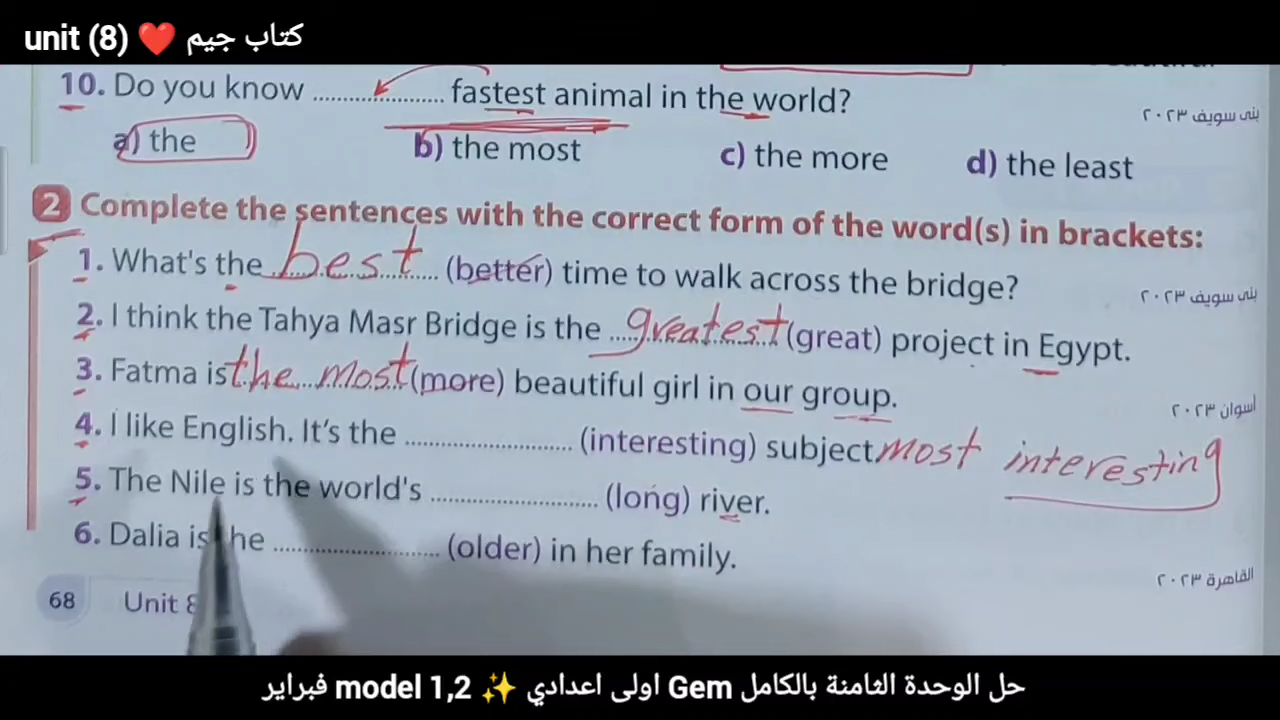 unit (8) ❤️ كتاب جيم
10. Do you know ........................ fastest animal in the world?
بنى سويف ٢٠٢٣
a) the b) the most c) the more d) the least
2 Complete the sentences with the correct form of the word(s) in brackets:
1. What's the best (better) time to walk across the bridge?
بنى سويف ٢٠٢٣
2. I think the Tahya Masr Bridge is the greatest (great) project in Egypt.
3. Fatma is the most (more) beautiful girl in our group.
أسوان ٢٠٢٣
4. I like English. It's the ........................ (interesting) subject. most interesting
5. The Nile is the world's ........................ (long) river.
6. Dalia is the ........................ (older) in her family.
القاهرة ٢٠٢٣
68 Unit 8
حل الوحدة الثامنة بالكامل Gem اولى اعدادي ✨ model 1,2 فبراير